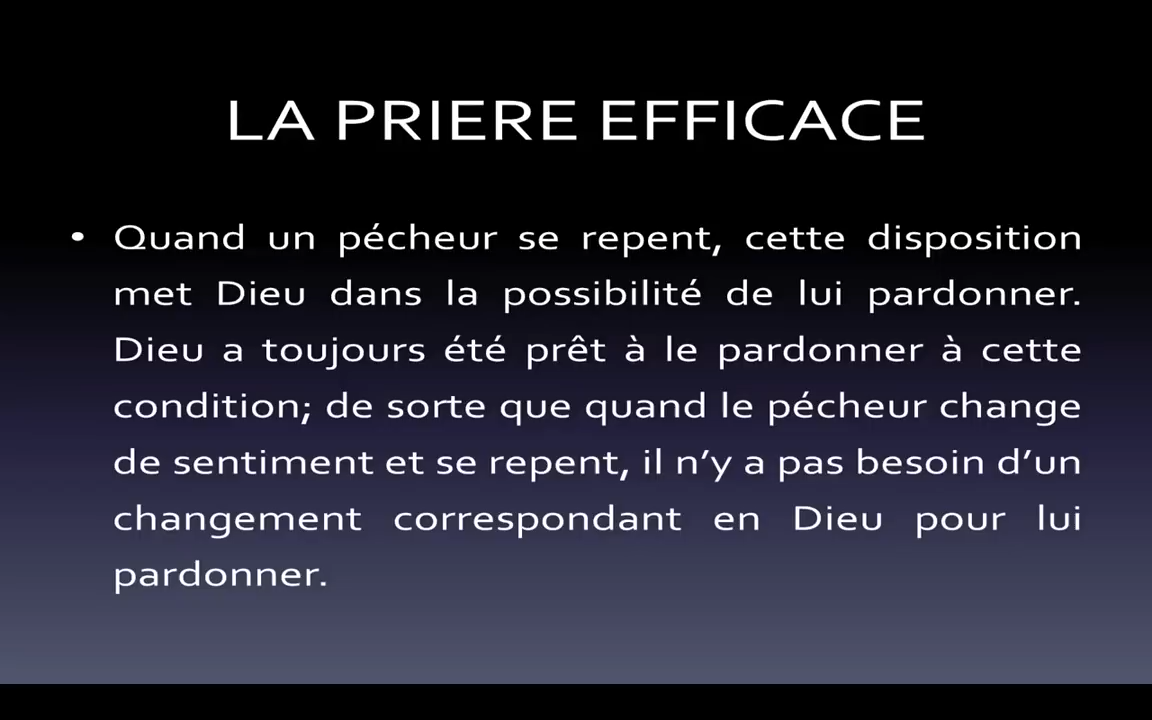 LA PRIERE EFFICACE
• Quand un pécheur se repent, cette disposition
met Dieu dans la possibilité de lui pardonner.
Dieu a toujours été prêt à le pardonner à cette
condition; de sorte que quand le pécheur change
de sentiment et se repent, il n’y a pas besoin d’un
changement correspondant en Dieu pour lui
pardonner.